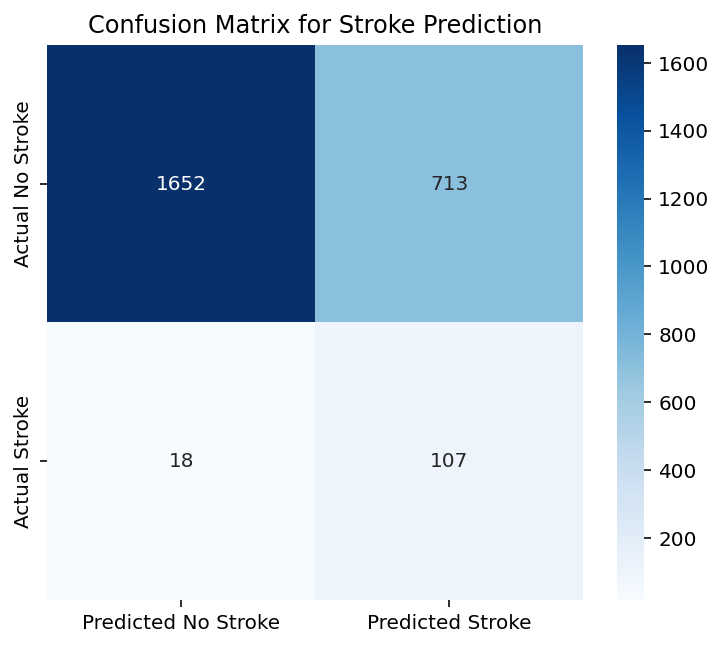 Confusion Matrix for Stroke Prediction
Actual No Stroke
1652
713
Actual Stroke
18
107
Predicted No Stroke
Predicted Stroke
1600
1400
1200
1000
800
600
400
200